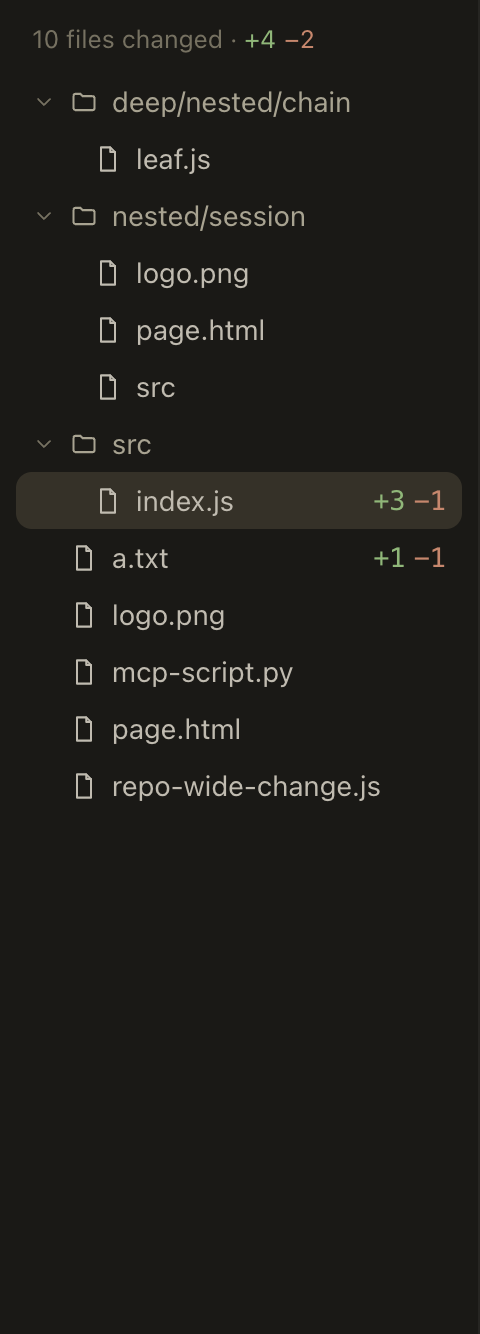 10 files changed · +4 −2
deep/nested/chain
leaf.js
nested/session
logo.png
page.html
src
src
index.js +3 −1
a.txt +1 −1
logo.png
mcp-script.py
page.html
repo-wide-change.js